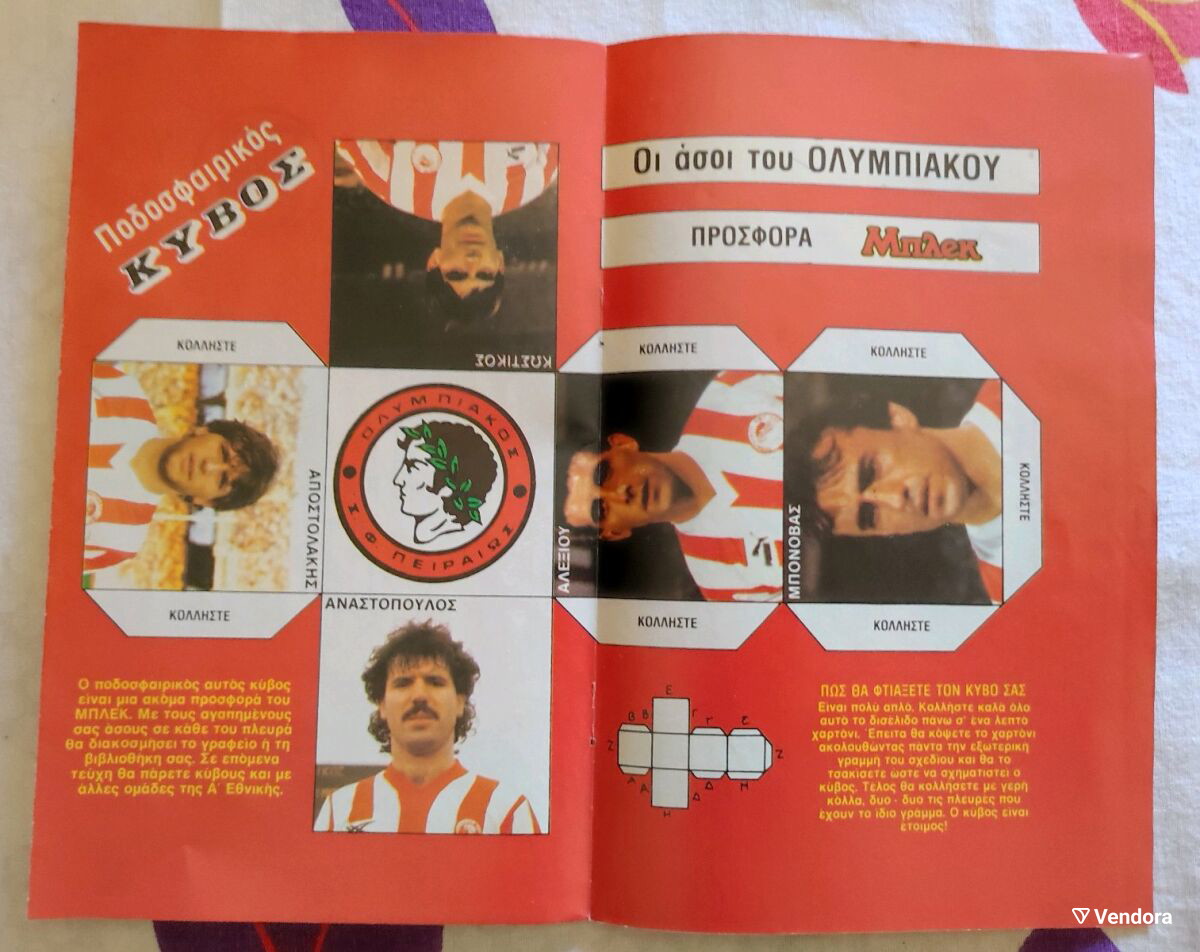 Ποδοσφαιρικός
ΚΥΒΟΣ
Οι άσοι του ΟΛΥΜΠΙΑΚΟΥ
ΠΡΟΣΦΟΡΑ Μπλεκ
ΚΩΣΤΙΚΟΣ
ΚΟΛΛΗΣΤΕ
ΚΟΛΛΗΣΤΕ
ΚΟΛΛΗΣΤΕ
ΑΠΟΣΤΟΛΑΚΗΣ
ΟΛΥΜΠΙΑΚΟΣ
Σ. Φ. ΠΕΙΡΑΙΩΣ
ΑΛΕΞΙΟΥ
ΜΠΟΝΟΒΑΣ
ΚΟΛΛΗΣΤΕ
ΚΟΛΛΗΣΤΕ
ΚΟΛΛΗΣΤΕ
ΚΟΛΛΗΣΤΕ
ΑΝΑΣΤΟΠΟΥΛΟΣ
Ο ποδοσφαιρικός αυτός κύβος
είναι μια ακόμα προσφορά του
ΜΠΛΕΚ. Με τους αγαπημένους
σας άσους σε κάθε του πλευρά
θα διακοσμήσει το γραφείο ή τη
βιβλιοθήκη σας. Σε επόμενα
τεύχη θα πάρετε κύβους και με
άλλες ομάδες της Α΄ Εθνικής.
Ε
Β Β Γ Γ Ζ
Ζ Ζ
Α Α Δ Δ Η
Η
ΠΩΣ ΘΑ ΦΤΙΑΞΕΤΕ ΤΟΝ ΚΥΒΟ ΣΑΣ
Είναι πολύ απλό. Κολλήστε καλά όλο
αυτό το δισέλιδο πάνω σ' ένα λεπτό
χαρτόνι. Έπειτα θα κόψετε το χαρτόνι
ακολουθώντας πάντα την εξωτερική
γραμμή του σχεδίου και θα το
τσακίσετε ώστε να σχηματιστεί ο
κύβος. Τέλος θα κολλήσετε με γερή
κόλλα, δυο - δυο τις πλευρές που
έχουν το ίδιο γράμμα. Ο κύβος είναι
έτοιμος!
Vendora